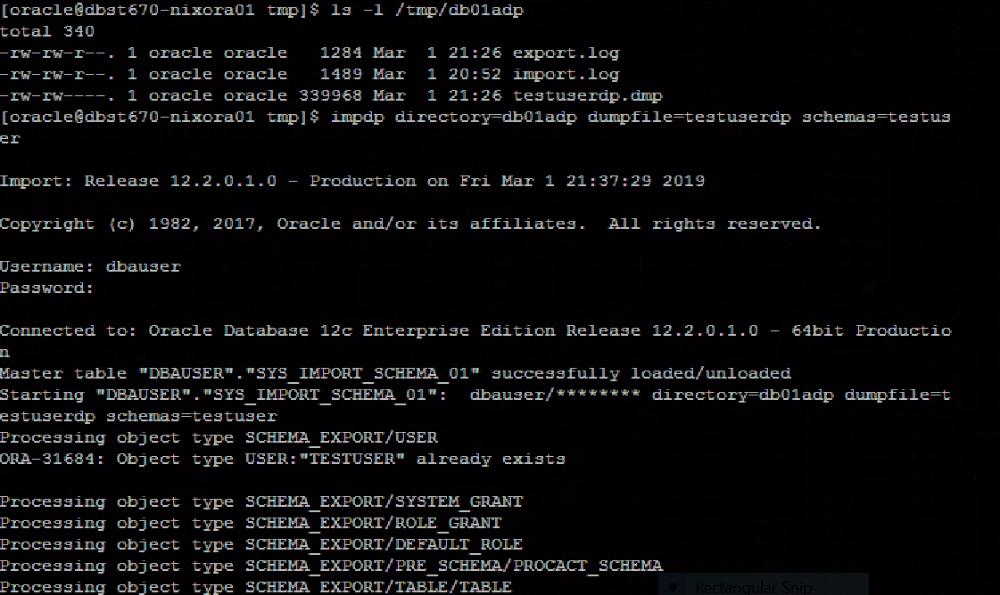 [oracle@dbst670-nixora01 tmp]$ ls -l /tmp/db01adp
total 340
-rw-rw-r--. 1 oracle oracle   1284 Mar  1 21:26 export.log
-rw-rw-r--. 1 oracle oracle   1489 Mar  1 20:52 import.log
-rw-rw----. 1 oracle oracle 339968 Mar  1 21:26 testuserdp.dmp
[oracle@dbst670-nixora01 tmp]$ impdp directory=db01adp dumpfile=testuserdp schemas=testus
er
Import: Release 12.2.0.1.0 - Production on Fri Mar 1 21:37:29 2019
Copyright (c) 1982, 2017, Oracle and/or its affiliates.  All rights reserved.
Username: dbauser
Password:
Connected to: Oracle Database 12c Enterprise Edition Release 12.2.0.1.0 - 64bit Productio
n
Master table "DBAUSER"."SYS_IMPORT_SCHEMA_01" successfully loaded/unloaded
Starting "DBAUSER"."SYS_IMPORT_SCHEMA_01":  dbauser/******** directory=db01adp dumpfile=t
estuserdp schemas=testuser
Processing object type SCHEMA_EXPORT/USER
ORA-31684: Object type USER:"TESTUSER" already exists
Processing object type SCHEMA_EXPORT/SYSTEM_GRANT
Processing object type SCHEMA_EXPORT/ROLE_GRANT
Processing object type SCHEMA_EXPORT/DEFAULT_ROLE
Processing object type SCHEMA_EXPORT/PRE_SCHEMA/PROCACT_SCHEMA
Processing object type SCHEMA_EXPORT/TABLE/TABLE
Rectangular Snip